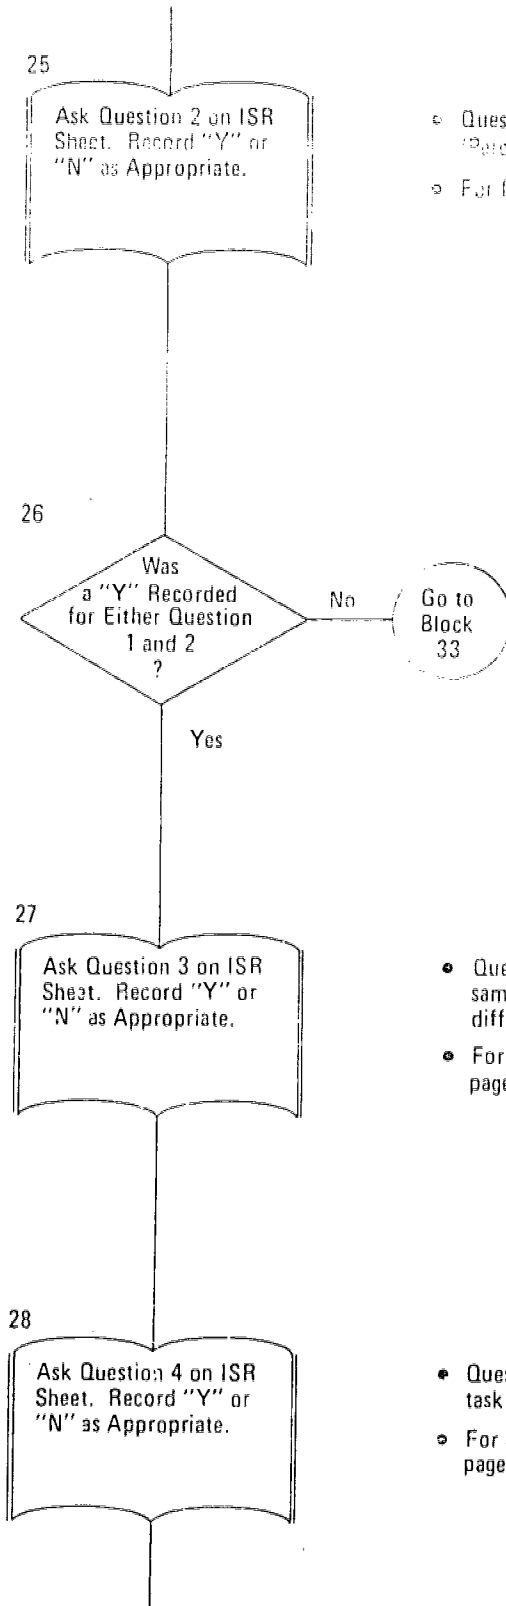 25
Ask Question 2 on ISR
Sheet. Record "Y" or
"N" as Appropriate.
26
Was
a "Y" Recorded
for Either Question
1 and 2
?
No
Go to
Block
33
Yes
27
Ask Question 3 on ISR
Sheet. Record "Y" or
"N" as Appropriate.
• Que
sam
diff
• For
page
28
Ask Question 4 on ISR
Sheet. Record "Y" or
"N" as Appropriate.
• Ques
task
• For
page